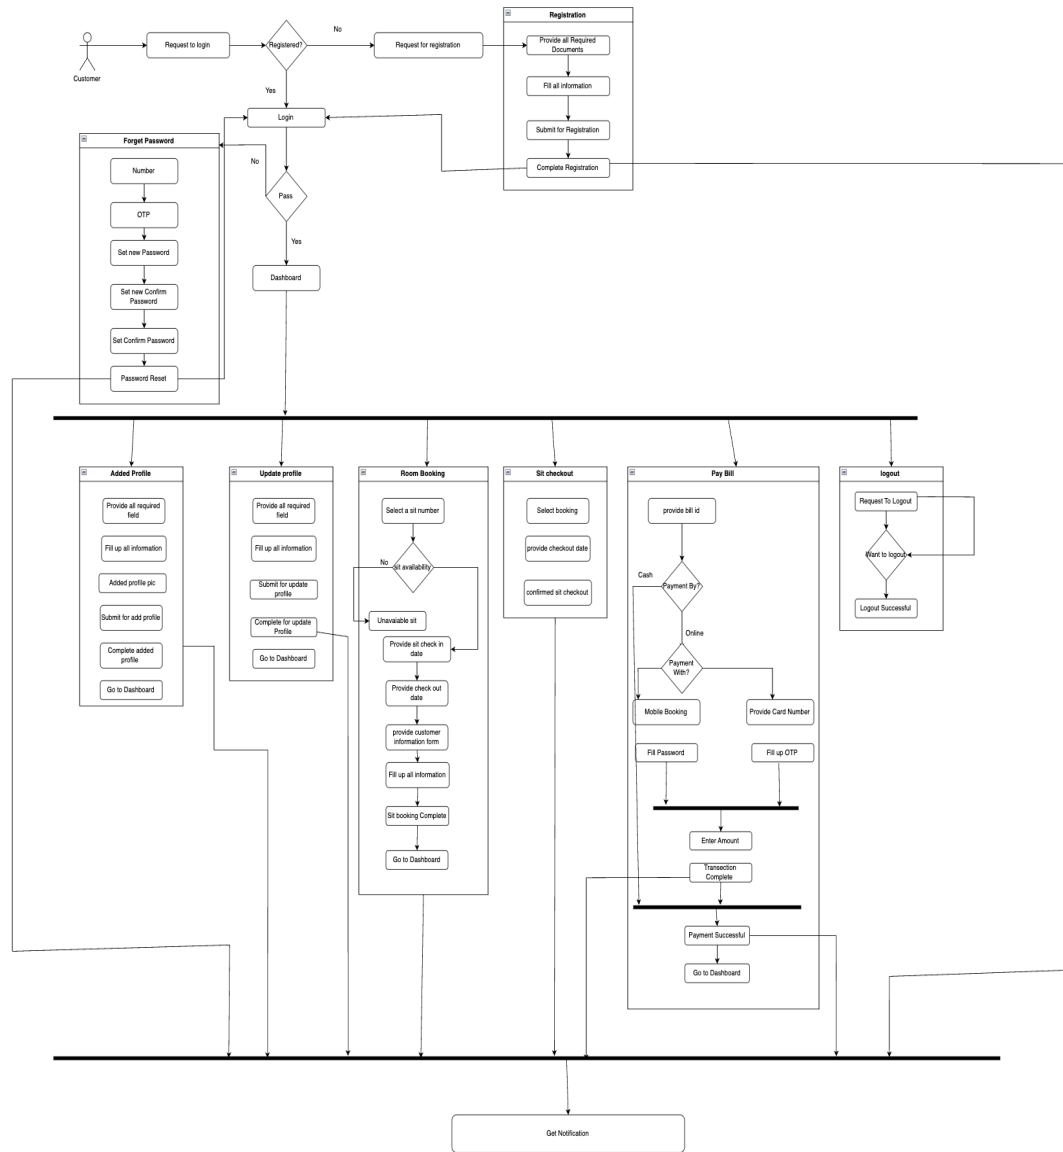 Registration
No
Request to login
Registered?
Request for registration
Provide all Required
Documents
Customer
Fill all information
Yes
Login
Submit for Registration
Complete Registration
Forget Password
No
Number
Pass
OTP
Yes
Set new Password
Dashboard
Set new Confirm
Password
Set Confirm Password
Password Reset
Added Profile
Provide all required
field
Fill up all information
Added profile pic
Submit for add profile
Complete added
profile
Go to Dashboard
Update profile
Provide all required
field
Fill up all information
Submit for update
profile
Complete for update
Profile
Go to Dashboard
Room Booking
Select a sit number
No
sit availability
Unavaiable sit
Provide sit check in
date
Provide check out
date
provide customer
information form
Fill up all information
Sit booking Complete
Go to Dashboard
Sit checkout
Select booking
provide checkout date
confirmed sit checkout
Pay Bill
provide bill id
Cash
Payment By?
Online
Payment
With?
Mobile Booking
Provide Card Number
Fill Password
Fill up OTP
Enter Amount
Transection
Complete
Payment Successful
Go to Dashboard
logout
Request To Logout
Want to logout
Logout Successful
Get Notification